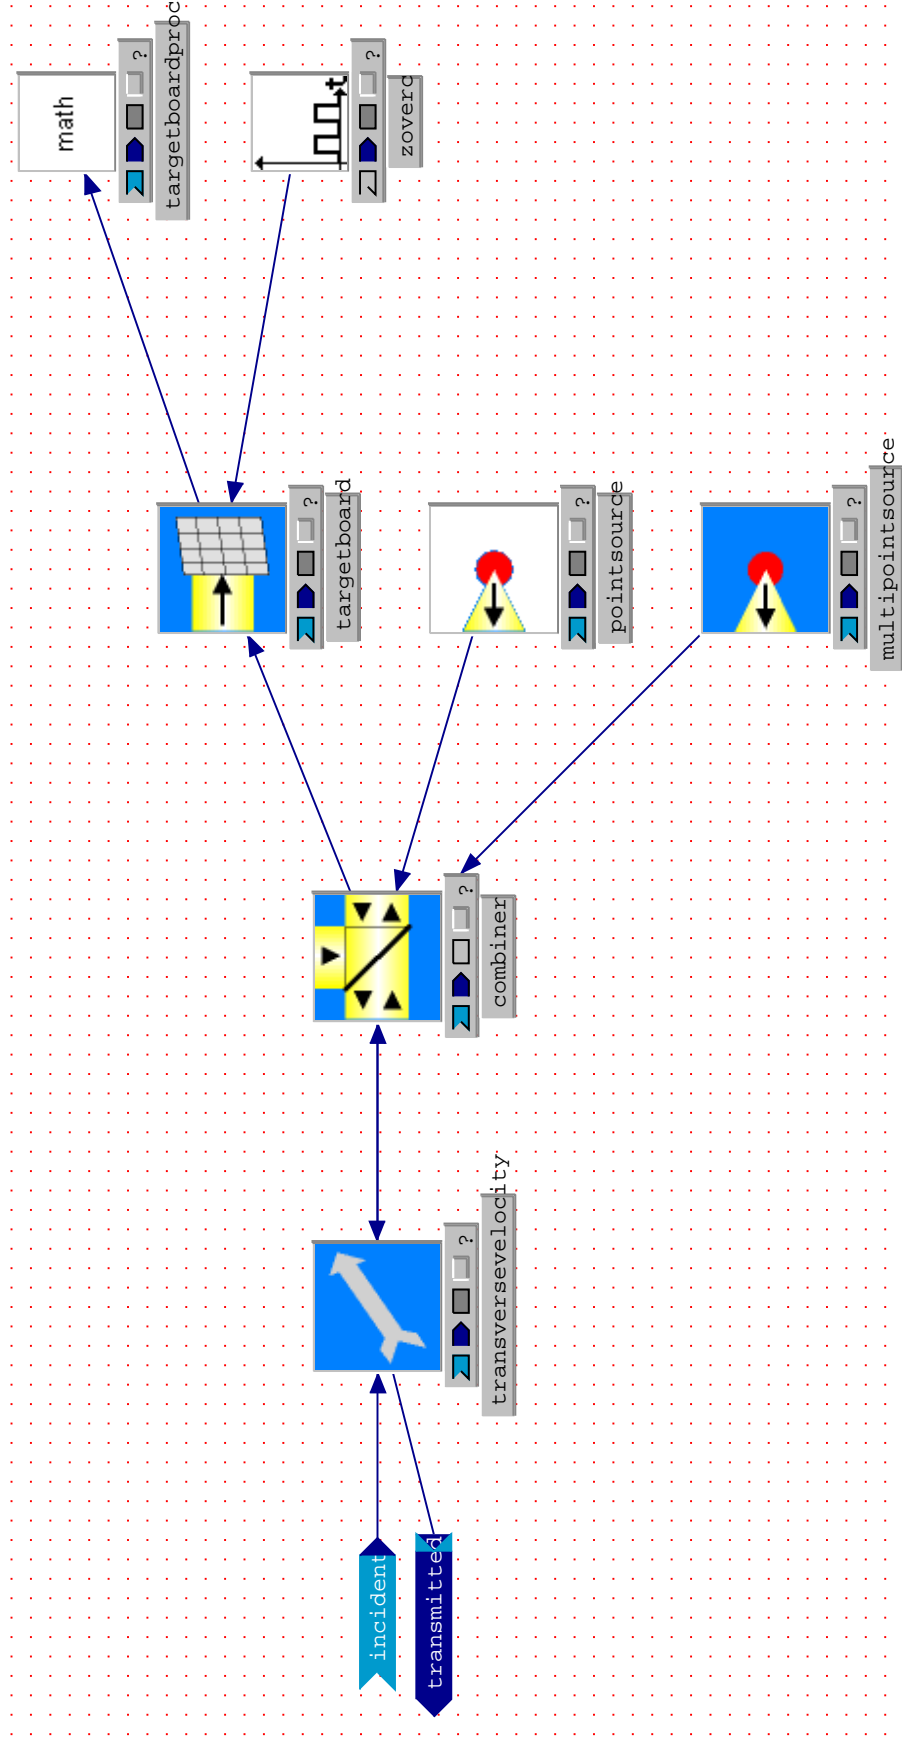 incident
transmitted
?
transversevelocity
?
combiner
?
targetboard
?
pointsource
?
multipointsource
math
?
targetboardproc
t
?
zoverc